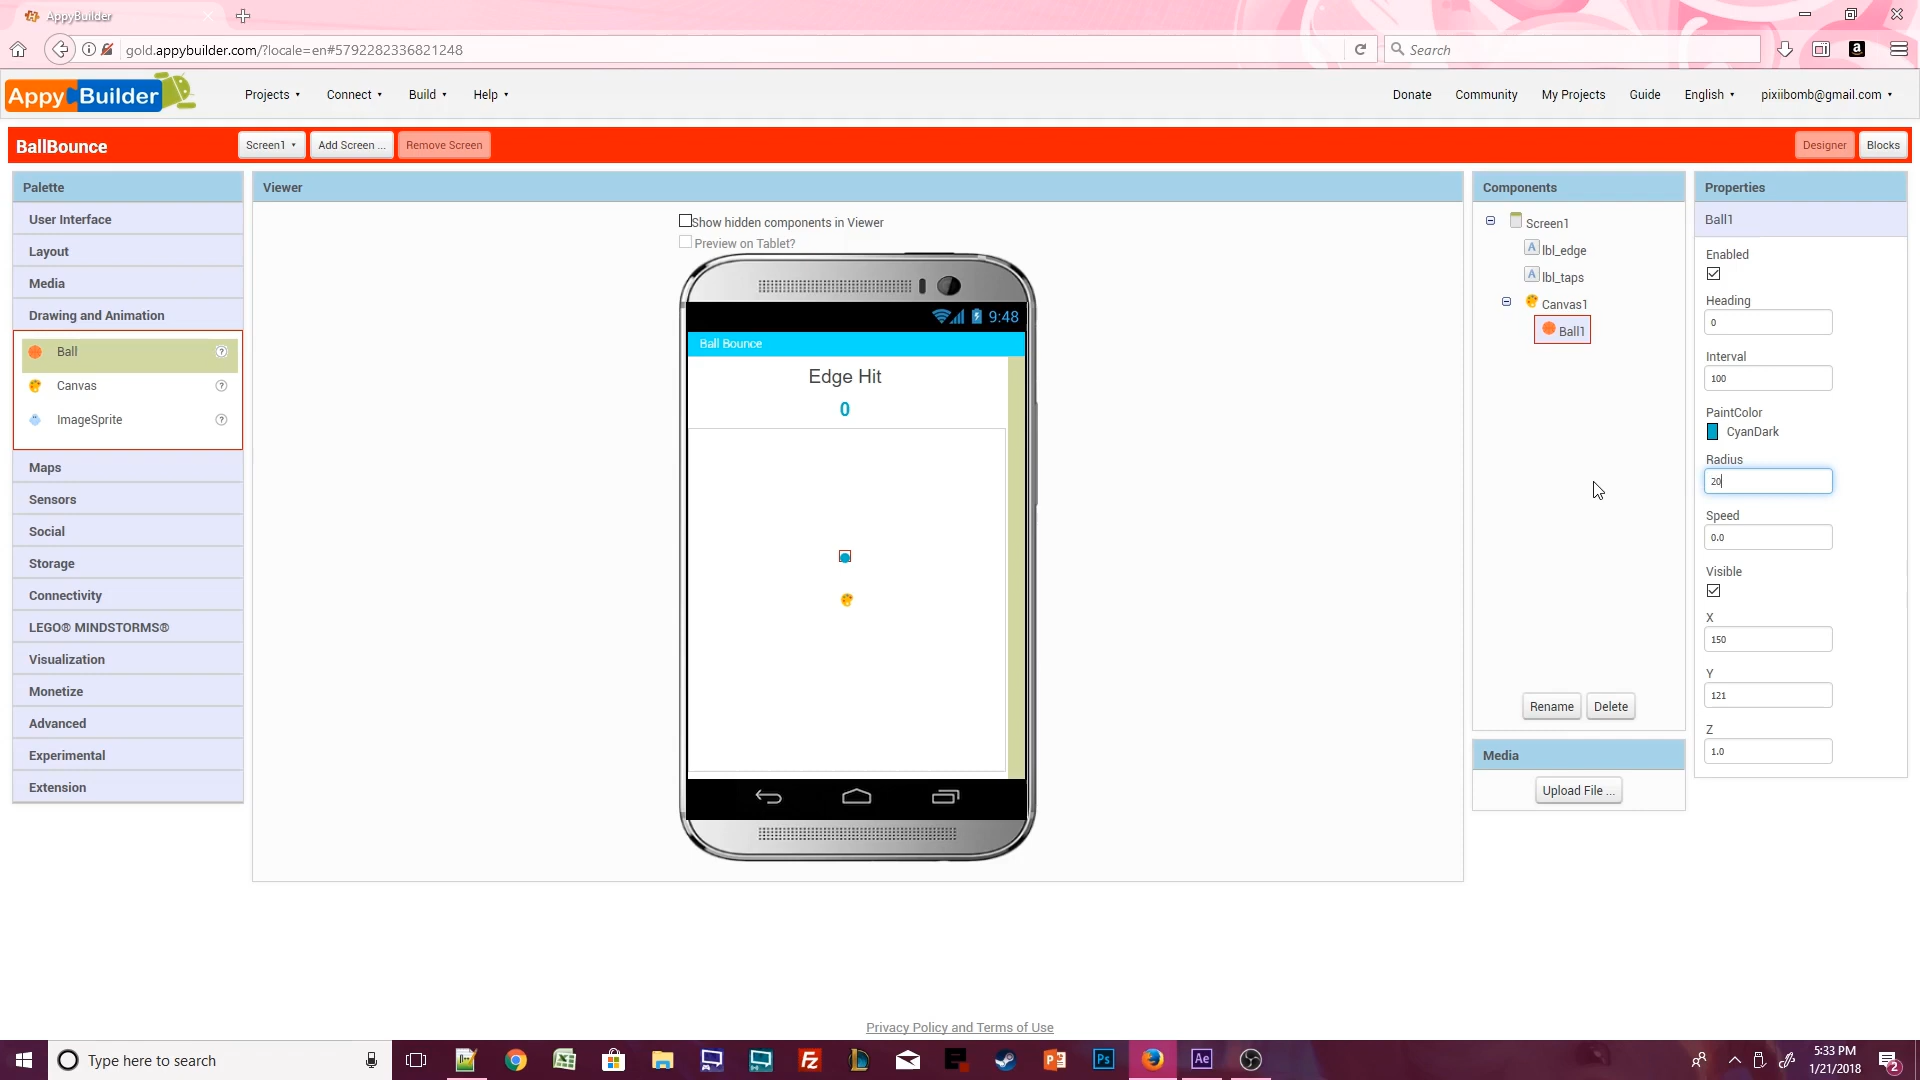 AppyBuilder
gold.appybuilder.com/?locale=en#5792282336821248
Search
Appy Builder
Projects
Connect
Build
Help
Donate
Community
My Projects
Guide
English
pixiibomb@gmail.com
BallBounce
Screen1
Add Screen ...
Remove Screen
Designer
Blocks
Palette
User Interface
Layout
Media
Drawing and Animation
Ball
Canvas
ImageSprite
Maps
Sensors
Social
Storage
Connectivity
LEGO® MINDSTORMS®
Visualization
Monetize
Advanced
Experimental
Extension
Viewer
Show hidden components in Viewer
Preview on Tablet?
9:48
Ball Bounce
Edge Hit
0
Components
Screen1
lbl_edge
lbl_taps
Canvas1
Ball1
Rename
Delete
Media
Upload File ...
Properties
Ball1
Enabled
Heading
0
Interval
100
PaintColor
CyanDark
Radius
20
Speed
0.0
Visible
X
150
Y
121
Z
1.0
Privacy Policy and Terms of Use
Type here to search
5:33 PM
1/21/2018
2